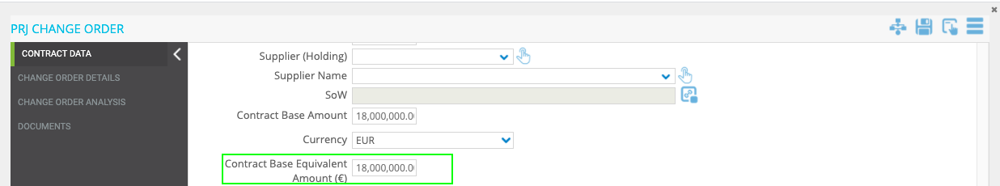 PRJ CHANGE ORDER
CONTRACT DATA
CHANGE ORDER DETAILS
CHANGE ORDER ANALYSIS
DOCUMENTS
Supplier (Holding)
Supplier Name
SoW
Contract Base Amount 18,000,000.0
Currency EUR
Contract Base Equivalent
Amount (€) 18,000,000.0